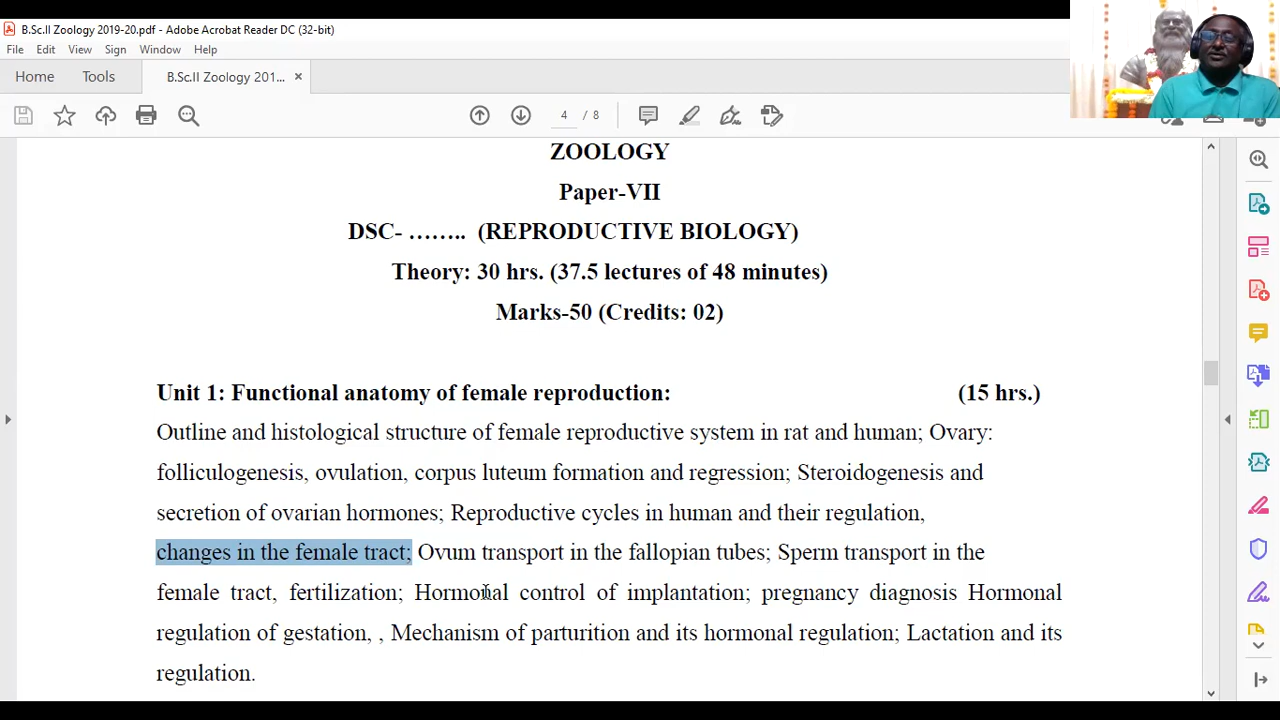 B.Sc.II Zoology 2019-20.pdf - Adobe Acrobat Reader DC (32-bit)
File Edit View Sign Window Help
Home Tools B.Sc.II Zoology 201... ×
4 / 8
ZOOLOGY
Paper-VII
DSC- …….. (REPRODUCTIVE BIOLOGY)
Theory: 30 hrs. (37.5 lectures of 48 minutes)
Marks-50 (Credits: 02)
Unit 1: Functional anatomy of female reproduction: (15 hrs.)
Outline and histological structure of female reproductive system in rat and human; Ovary:
folliculogenesis, ovulation, corpus luteum formation and regression; Steroidogenesis and
secretion of ovarian hormones; Reproductive cycles in human and their regulation,
changes in the female tract; Ovum transport in the fallopian tubes; Sperm transport in the
female tract, fertilization; Hormonal control of implantation; pregnancy diagnosis Hormonal
regulation of gestation, , Mechanism of parturition and its hormonal regulation; Lactation and its
regulation.